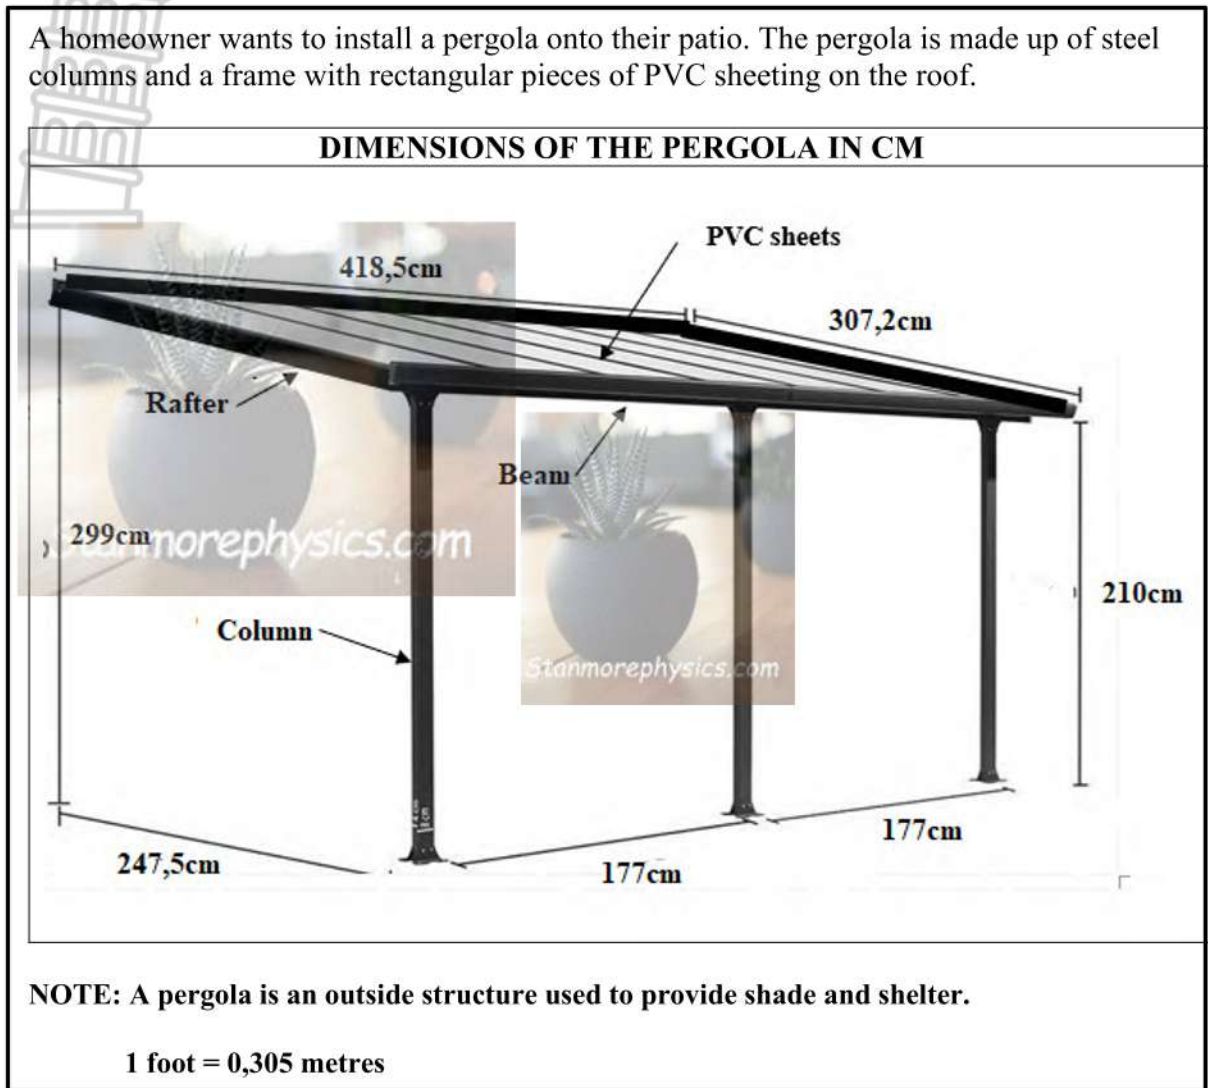 A homeowner wants to install a pergola onto their patio. The pergola is made up of steel
columns and a frame with rectangular pieces of PVC sheeting on the roof.
DIMENSIONS OF THE PERGOLA IN CM
PVC sheets
418,5cm
307,2cm
Rafter
Beam
299cm
Stanmorephysics.com
210cm
Column
Stanmorephysics.com
177cm
247,5cm
177cm
NOTE: A pergola is an outside structure used to provide shade and shelter.
1 foot = 0,305 metres